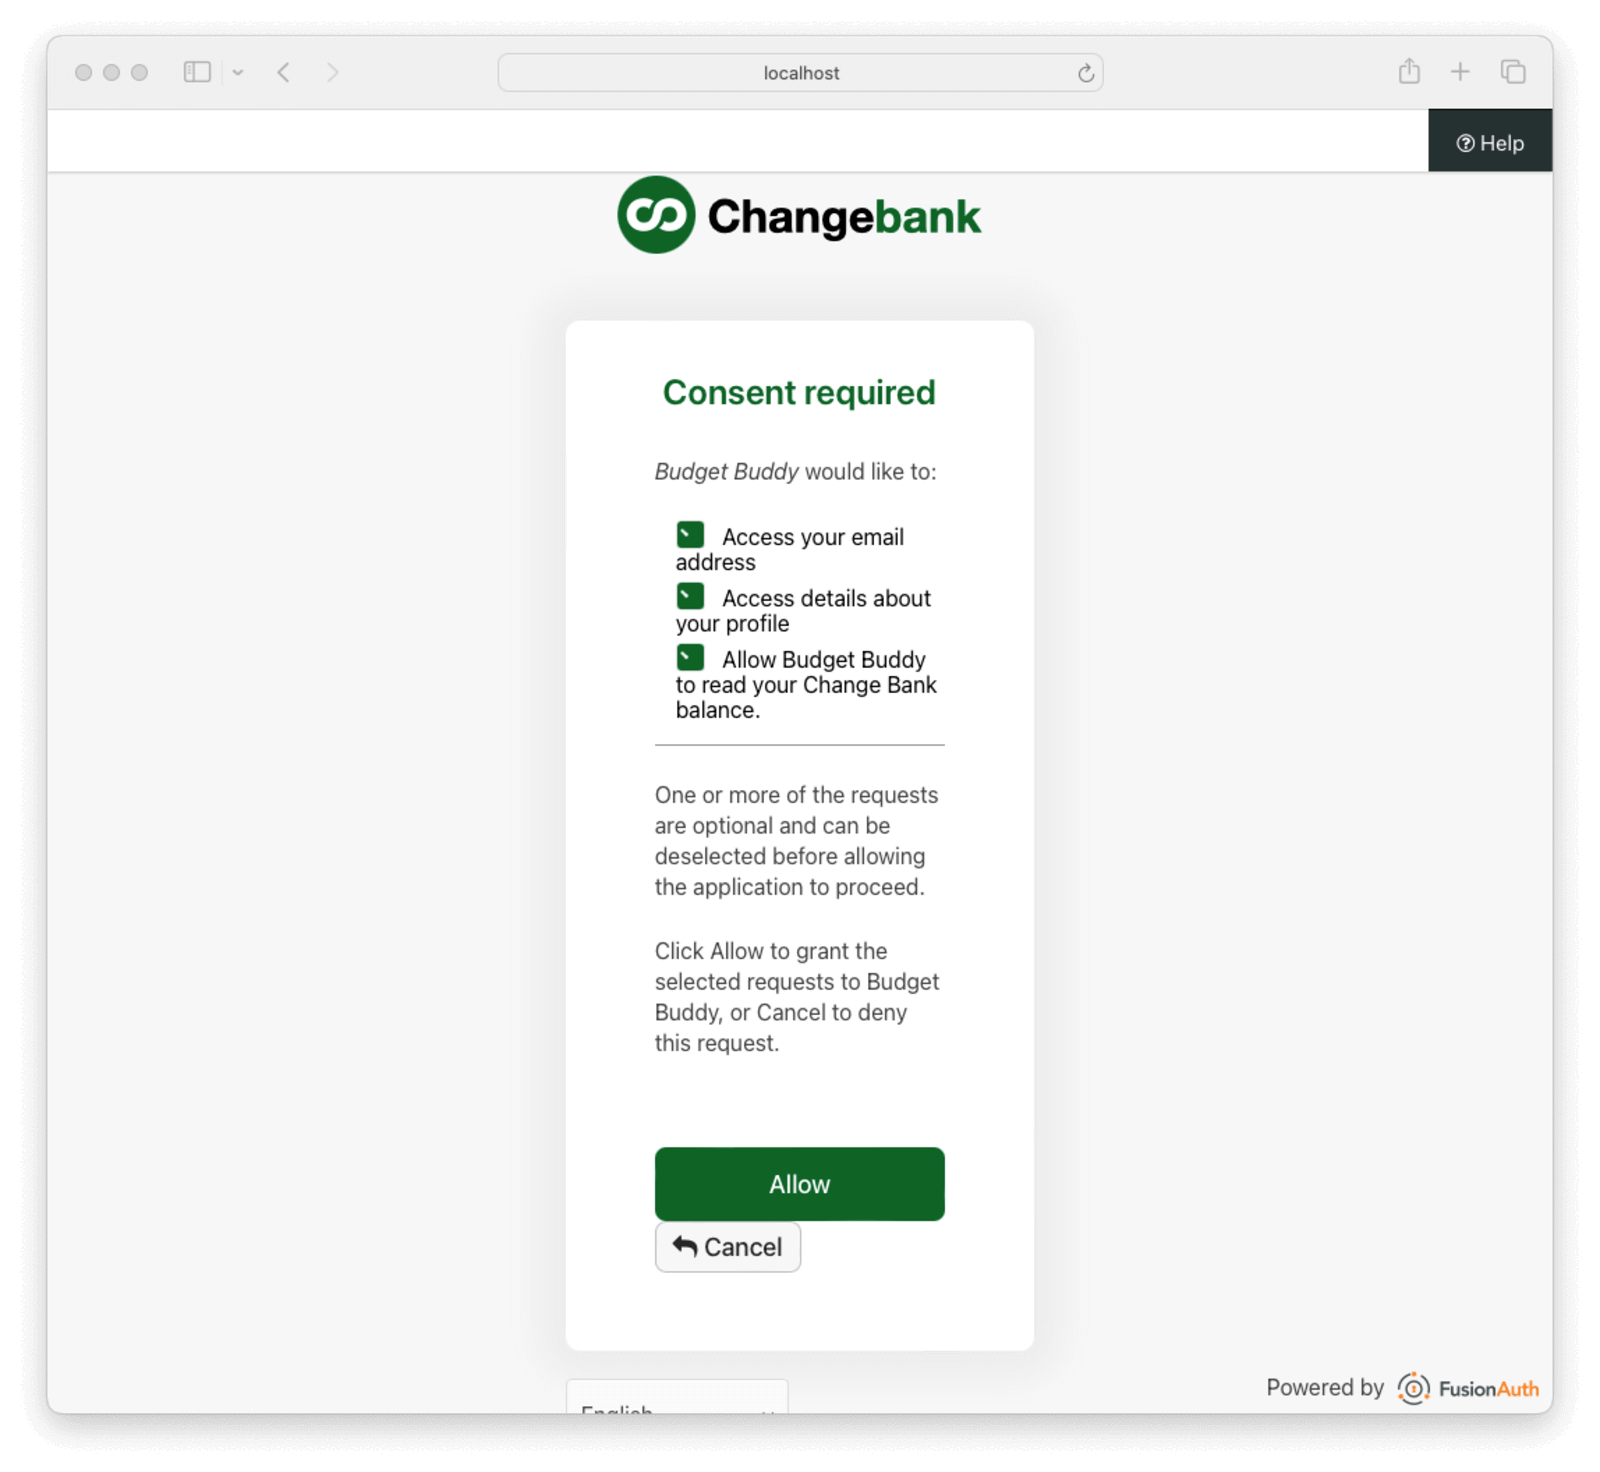 localhost
Help
Changebank
Consent required
Budget Buddy would like to:
Access your email
address
Access details about
your profile
Allow Budget Buddy
to read your Change Bank
balance.
One or more of the requests
are optional and can be
deselected before allowing
the application to proceed.
Click Allow to grant the
selected requests to Budget
Buddy, or Cancel to deny
this request.
Allow
Cancel
English
Powered by FusionAuth